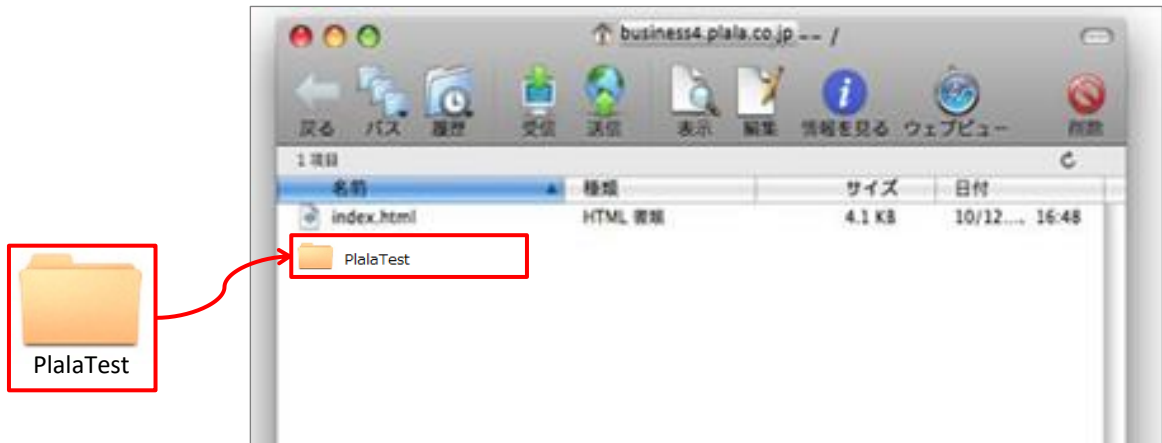 business4.plala.co.jp -- /
戻る パス 履歴 受信 送信 表示 編集 情報を見る ウェブビュー 削除
1 項目
名前 種類 サイズ 日付
index.html HTML 書類 4.1 KB 10/12..., 16:48
PlalaTest
PlalaTest